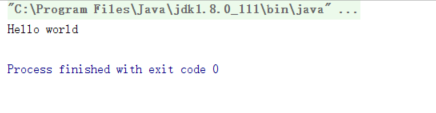 "C:\Program Files\Java\jdk1.8.0_111\bin\java" ...
Hello world
Process finished with exit code 0